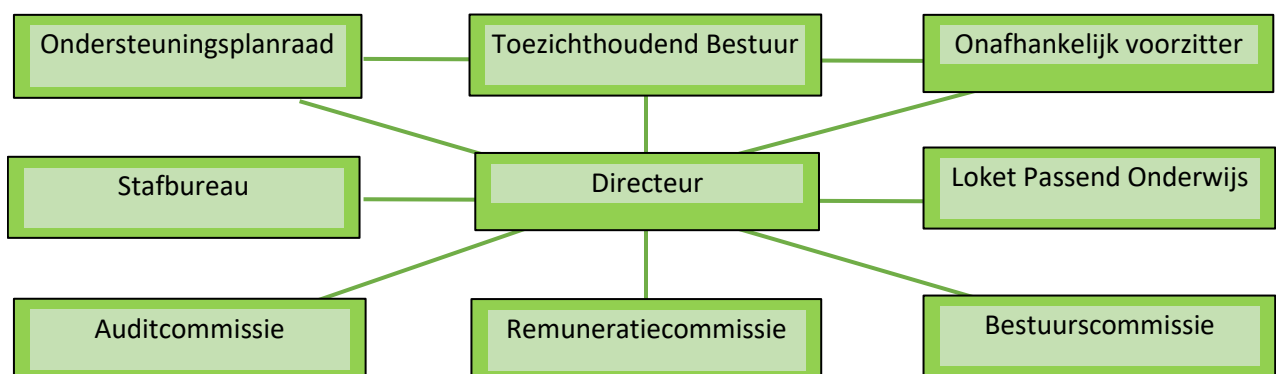 Ondersteuningsplanraad
Toezichthoudend Bestuur
Onafhankelijk voorzitter
Stafbureau
Directeur
Loket Passend Onderwijs
Auditcommissie
Remuneratiecommissie
Bestuurscommissie